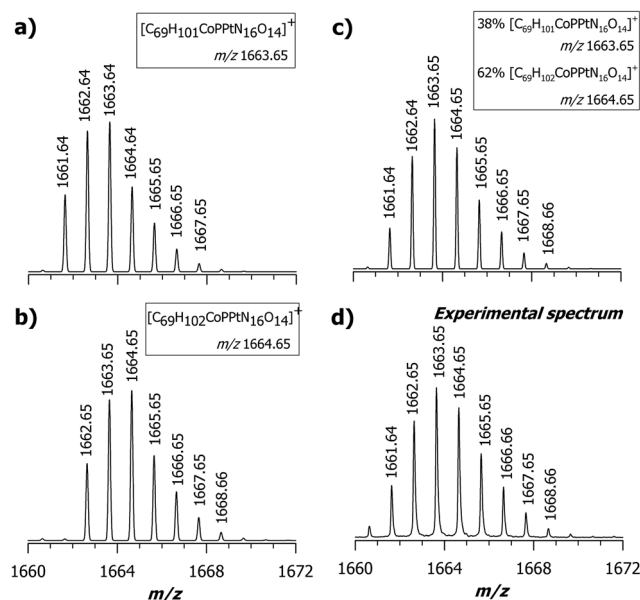 a)
[C₆₉H₁₀₁CoPPtN₁₆O₁₄]⁺
m/z 1663.65
1661.64
1662.64
1663.64
1664.64
1665.65
1666.65
1667.65
c)
38% [C₆₉H₁₀₁CoPPtN₁₆O₁₄]⁺
m/z 1663.65
62% [C₆₉H₁₀₂CoPPtN₁₆O₁₄]⁺
m/z 1664.65
1661.64
1662.64
1663.65
1664.65
1665.65
1666.65
1667.65
1668.66
b)
[C₆₉H₁₀₂CoPPtN₁₆O₁₄]⁺
m/z 1664.65
1662.65
1663.65
1664.65
1665.65
1666.65
1667.65
1668.66
1660
1664
1668
1672
m/z
d)
Experimental spectrum
1661.64
1662.65
1663.65
1664.65
1665.65
1666.66
1667.65
1668.66
1660
1664
1668
1672
m/z